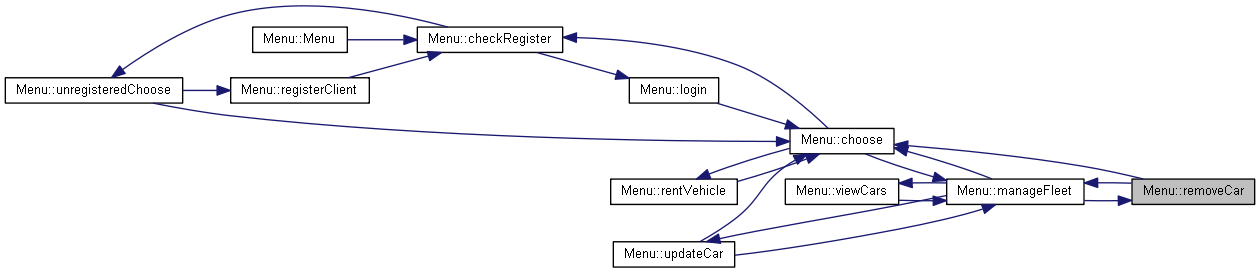 Menu::Menu
Menu::checkRegister
Menu::unregisteredChoose
Menu::registerClient
Menu::login
Menu::choose
Menu::rentVehicle
Menu::viewCars
Menu::manageFleet
Menu::removeCar
Menu::updateCar